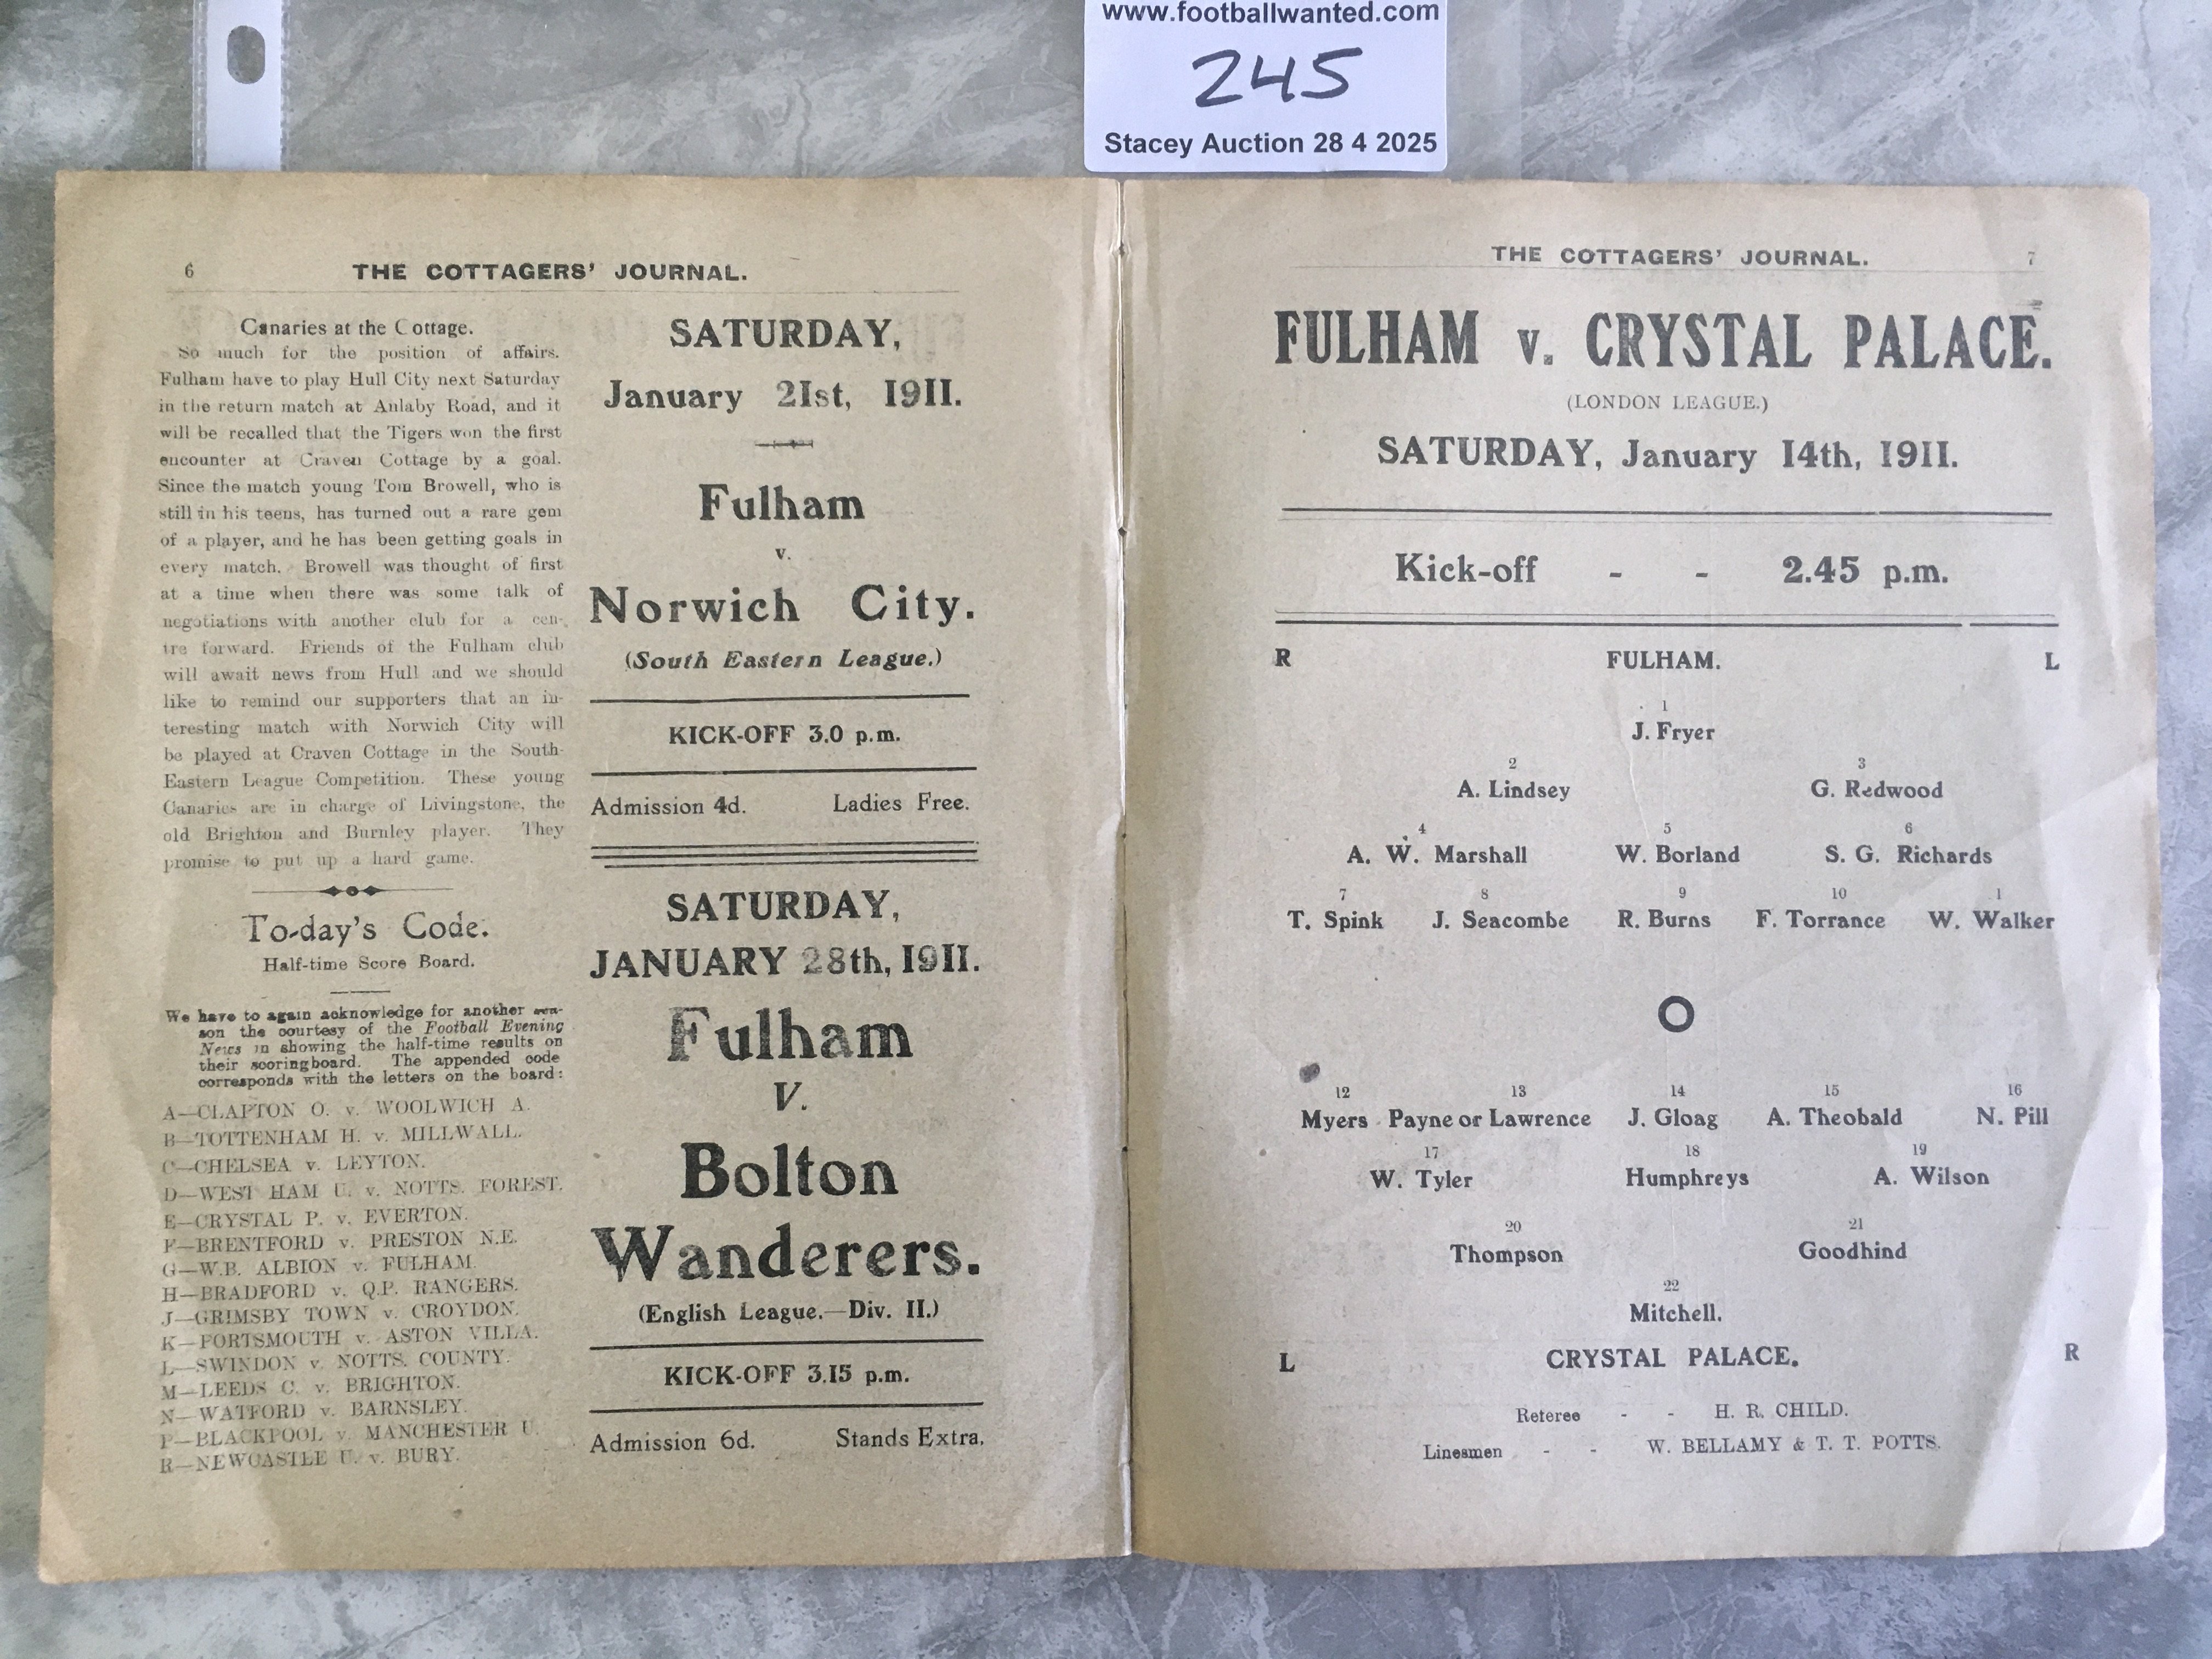 www.footballwanted.com
245
Stacey Auction 28 4 2025
6
THE COTTAGERS' JOURNAL.
Canaries at the Cottage.
So much for the position of affairs.
Fulham have to play Hull City next Saturday
in the return match at Anlaby Road, and it
will be recalled that the Tigers won the first
encounter at Craven Cottage by a goal.
Since the match young Tom Browell, who is
still in his teens, has turned out a rare gem
of a player, and he has been getting goals in
every match. Browell was thought of first
at a time when there was some talk of
negotiations with another club for a cen-
tre forward. Friends of the Fulham club
will await news from Hull and we should
like to remind our supporters that an in-
teresting match with Norwich City will
be played at Craven Cottage in the South-
Eastern League Competition. These young
Canaries are in charge of Livingstone, the
old Brighton and Burnley player. They
promise to put up a hard game.
To-day's Code.
Half-time Score Board.
We have to again acknowledge for another sea-
son the courtesy of the Football Evening
News in showing the half-time results on
their scoringboard. The appended code
corresponds with the letters on the board:
A—CLAPTON O. v. WOOLWICH A.
B—TOTTENHAM H. v. MILLWALL.
C—CHELSEA v. LEYTON.
D—WEST HAM U. v. NOTTS. FOREST.
E—CRYSTAL P. v. EVERTON.
F—BRENTFORD v. PRESTON N.E.
G—W.B. ALBION v. FULHAM.
H—BRADFORD v. Q.P. RANGERS.
J—GRIMSBY TOWN v. CROYDON.
K—PORTSMOUTH v. ASTON VILLA.
L—SWINDON v. NOTTS. COUNTY.
M—LEEDS C. v. BRIGHTON.
N—WATFORD v. BARNSLEY.
P—BLACKPOOL v. MANCHESTER U.
R—NEWCASTLE U. v. BURY.
SATURDAY,
January 21st, 1911.
Fulham
v.
Norwich City.
(South Eastern League.)
KICK-OFF 3.0 p.m.
Admission 4d. Ladies Free.
SATURDAY,
JANUARY 28th, 1911.
Fulham
V.
Bolton
Wanderers.
(English League.—Div. II.)
KICK-OFF 3.15 p.m.
Admission 6d. Stands Extra.
THE COTTAGERS' JOURNAL. 7
FULHAM v. CRYSTAL PALACE.
(LONDON LEAGUE.)
SATURDAY, January 14th, 1911.
Kick-off - - 2.45 p.m.
R FULHAM. L
1
J. Fryer
2 3
A. Lindsey G. Redwood
4 5 6
A. W. Marshall W. Borland S. G. Richards
7 8 9 10 1
T. Spink J. Seacombe R. Burns F. Torrance W. Walker
O
12 13 14 15 16
Myers Payne or Lawrence J. Gloag A. Theobald N. Pill
17 18 19
W. Tyler Humphreys A. Wilson
20 21
Thompson Goodhind
22
Mitchell.
L CRYSTAL PALACE. R
Referee - - H. R. CHILD.
Linesmen - - W. BELLAMY & T. T. POTTS.